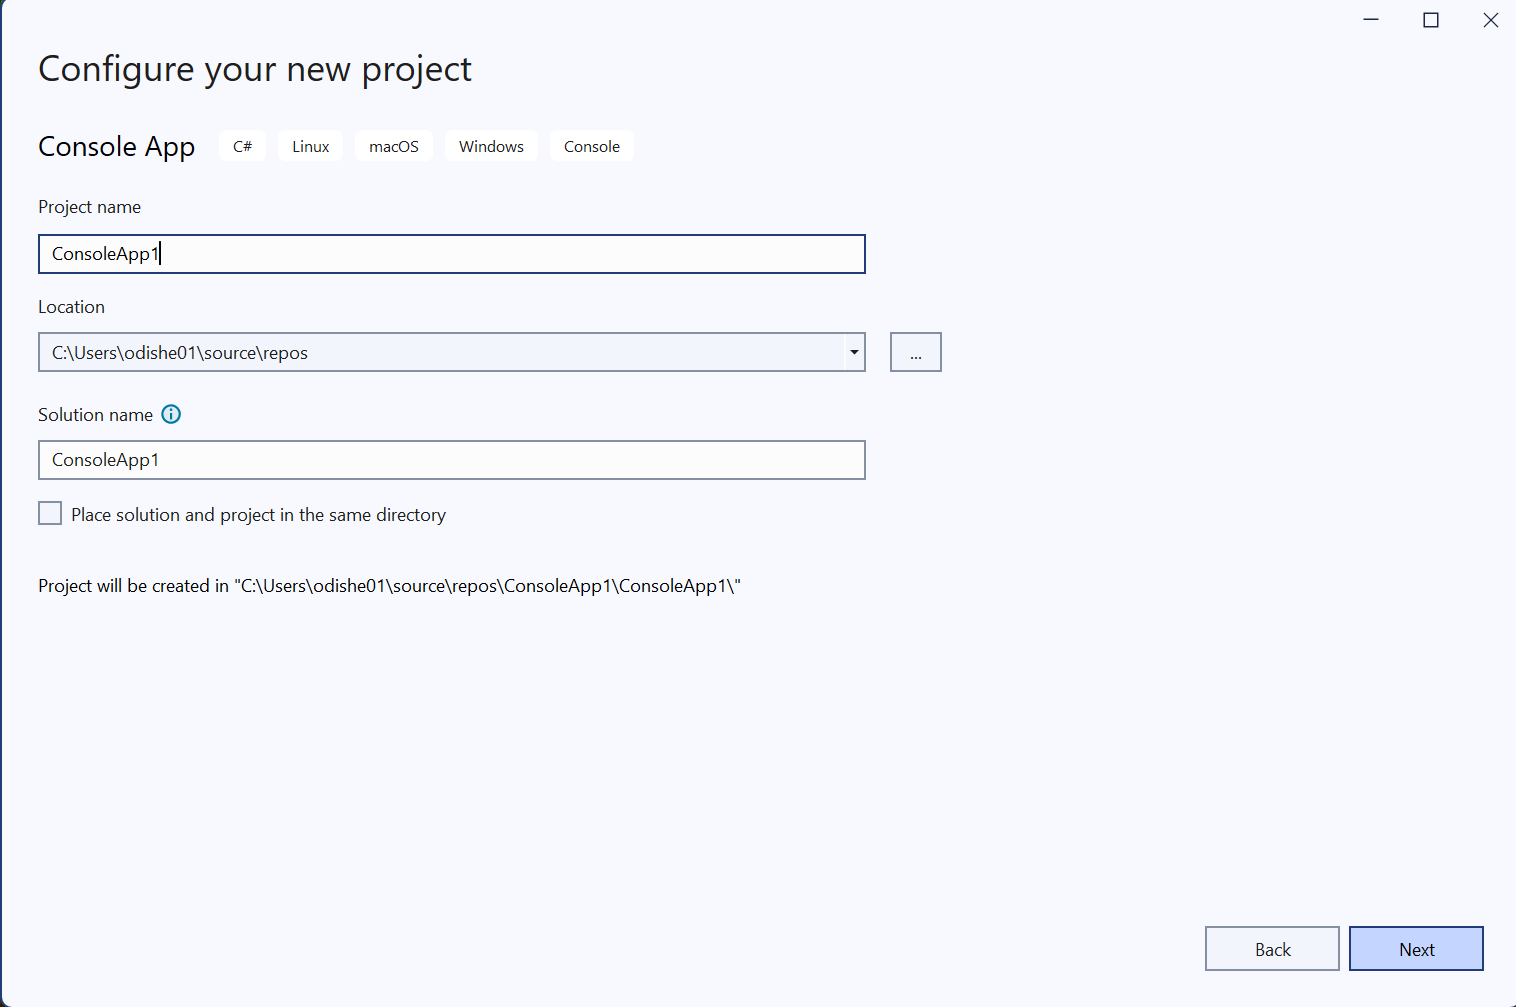 Configure your new project
Console App C# Linux macOS Windows Console
Project name
ConsoleApp1
Location
C:\Users\odishe01\source\repos
...
Solution name
ConsoleApp1
Place solution and project in the same directory
Project will be created in "C:\Users\odishe01\source\repos\ConsoleApp1\ConsoleApp1\"
Back Next